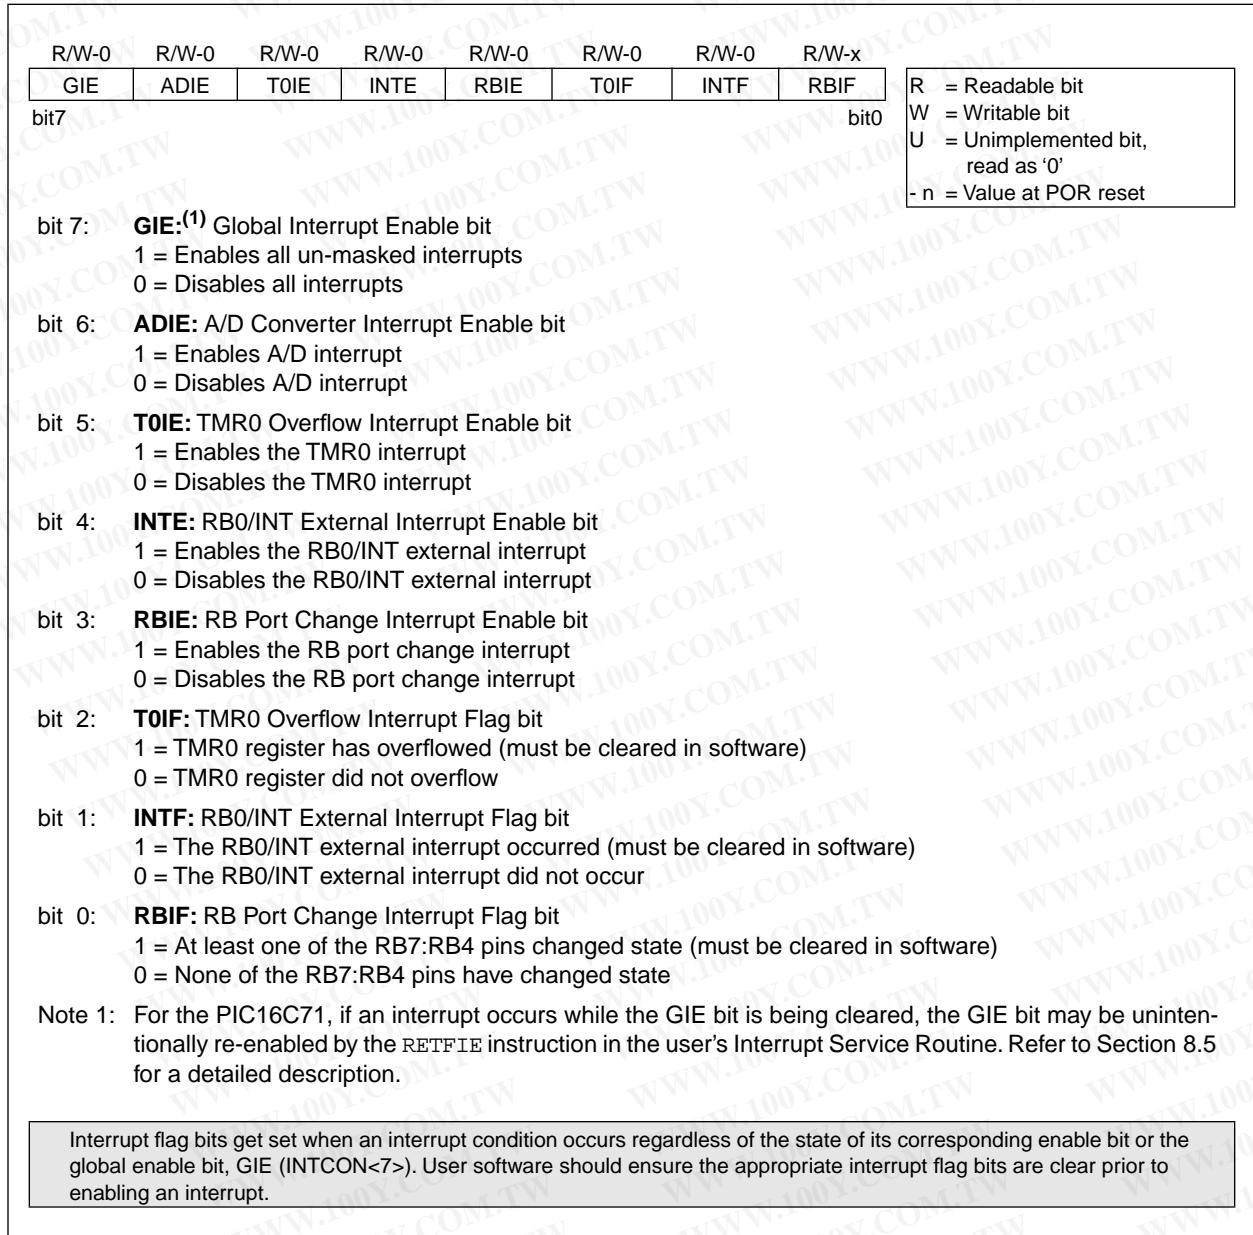 R/W-0 R/W-0 R/W-0 R/W-0 R/W-0 R/W-0 R/W-0 R/W-x
GIE ADIE T0IE INTE RBIE T0IF INTF RBIF
bit7 bit0
R = Readable bit
W = Writable bit
U = Unimplemented bit,
read as ‘0’
- n = Value at POR reset
bit 7: GIE:(1) Global Interrupt Enable bit
1 = Enables all un-masked interrupts
0 = Disables all interrupts
bit 6: ADIE: A/D Converter Interrupt Enable bit
1 = Enables A/D interrupt
0 = Disables A/D interrupt
bit 5: T0IE: TMR0 Overflow Interrupt Enable bit
1 = Enables the TMR0 interrupt
0 = Disables the TMR0 interrupt
bit 4: INTE: RB0/INT External Interrupt Enable bit
1 = Enables the RB0/INT external interrupt
0 = Disables the RB0/INT external interrupt
bit 3: RBIE: RB Port Change Interrupt Enable bit
1 = Enables the RB port change interrupt
0 = Disables the RB port change interrupt
bit 2: T0IF: TMR0 Overflow Interrupt Flag bit
1 = TMR0 register has overflowed (must be cleared in software)
0 = TMR0 register did not overflow
bit 1: INTF: RB0/INT External Interrupt Flag bit
1 = The RB0/INT external interrupt occurred (must be cleared in software)
0 = The RB0/INT external interrupt did not occur
bit 0: RBIF: RB Port Change Interrupt Flag bit
1 = At least one of the RB7:RB4 pins changed state (must be cleared in software)
0 = None of the RB7:RB4 pins have changed state
Note 1: For the PIC16C71, if an interrupt occurs while the GIE bit is being cleared, the GIE bit may be uninten-
tionally re-enabled by the RETFIE instruction in the user's Interrupt Service Routine. Refer to Section 8.5
for a detailed description.
Interrupt flag bits get set when an interrupt condition occurs regardless of the state of its corresponding enable bit or the
global enable bit, GIE (INTCON<7>). User software should ensure the appropriate interrupt flag bits are clear prior to
enabling an interrupt.
WWW.100Y.COM.TW